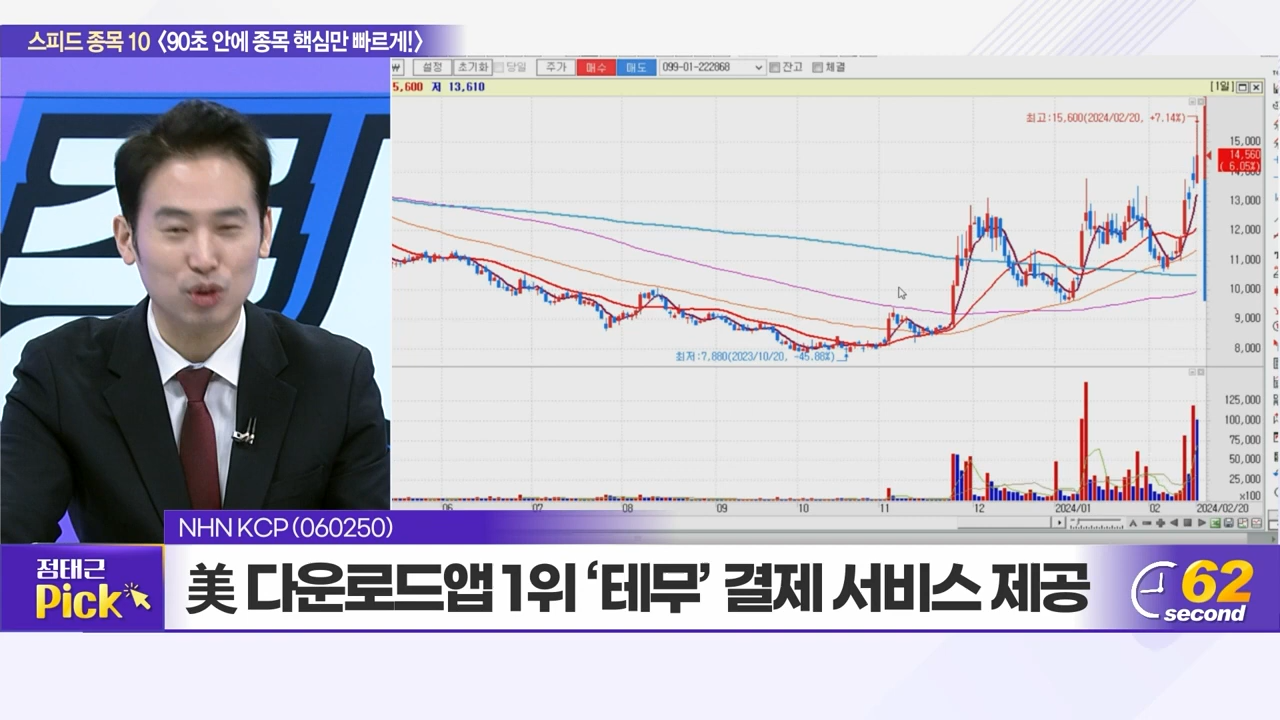 스피드 종목 10 〈90초 안에 종목 핵심만 빠르게!〉
₩ 설정 초기화 당일 주가 매수 매도 099-01-222868 잔고 체결
5,600 저 13,610 [1일]
최고:15,600(2024/02/20, +7.14%)
15,000
14,560
( 6.05%)
14,000
13,000
12,000
11,000
10,000
9,000
8,000
최저:7,880(2023/10/20, -45.88%)
125,000
100,000
75,000
50,000
25,000
×100
06 07 08 09 10 11 12 2024/01 02 2024/02/20
NHN KCP (060250)
정태근
Pick
美 다운로드앱 1위 ‘테무’ 결제 서비스 제공
62
second